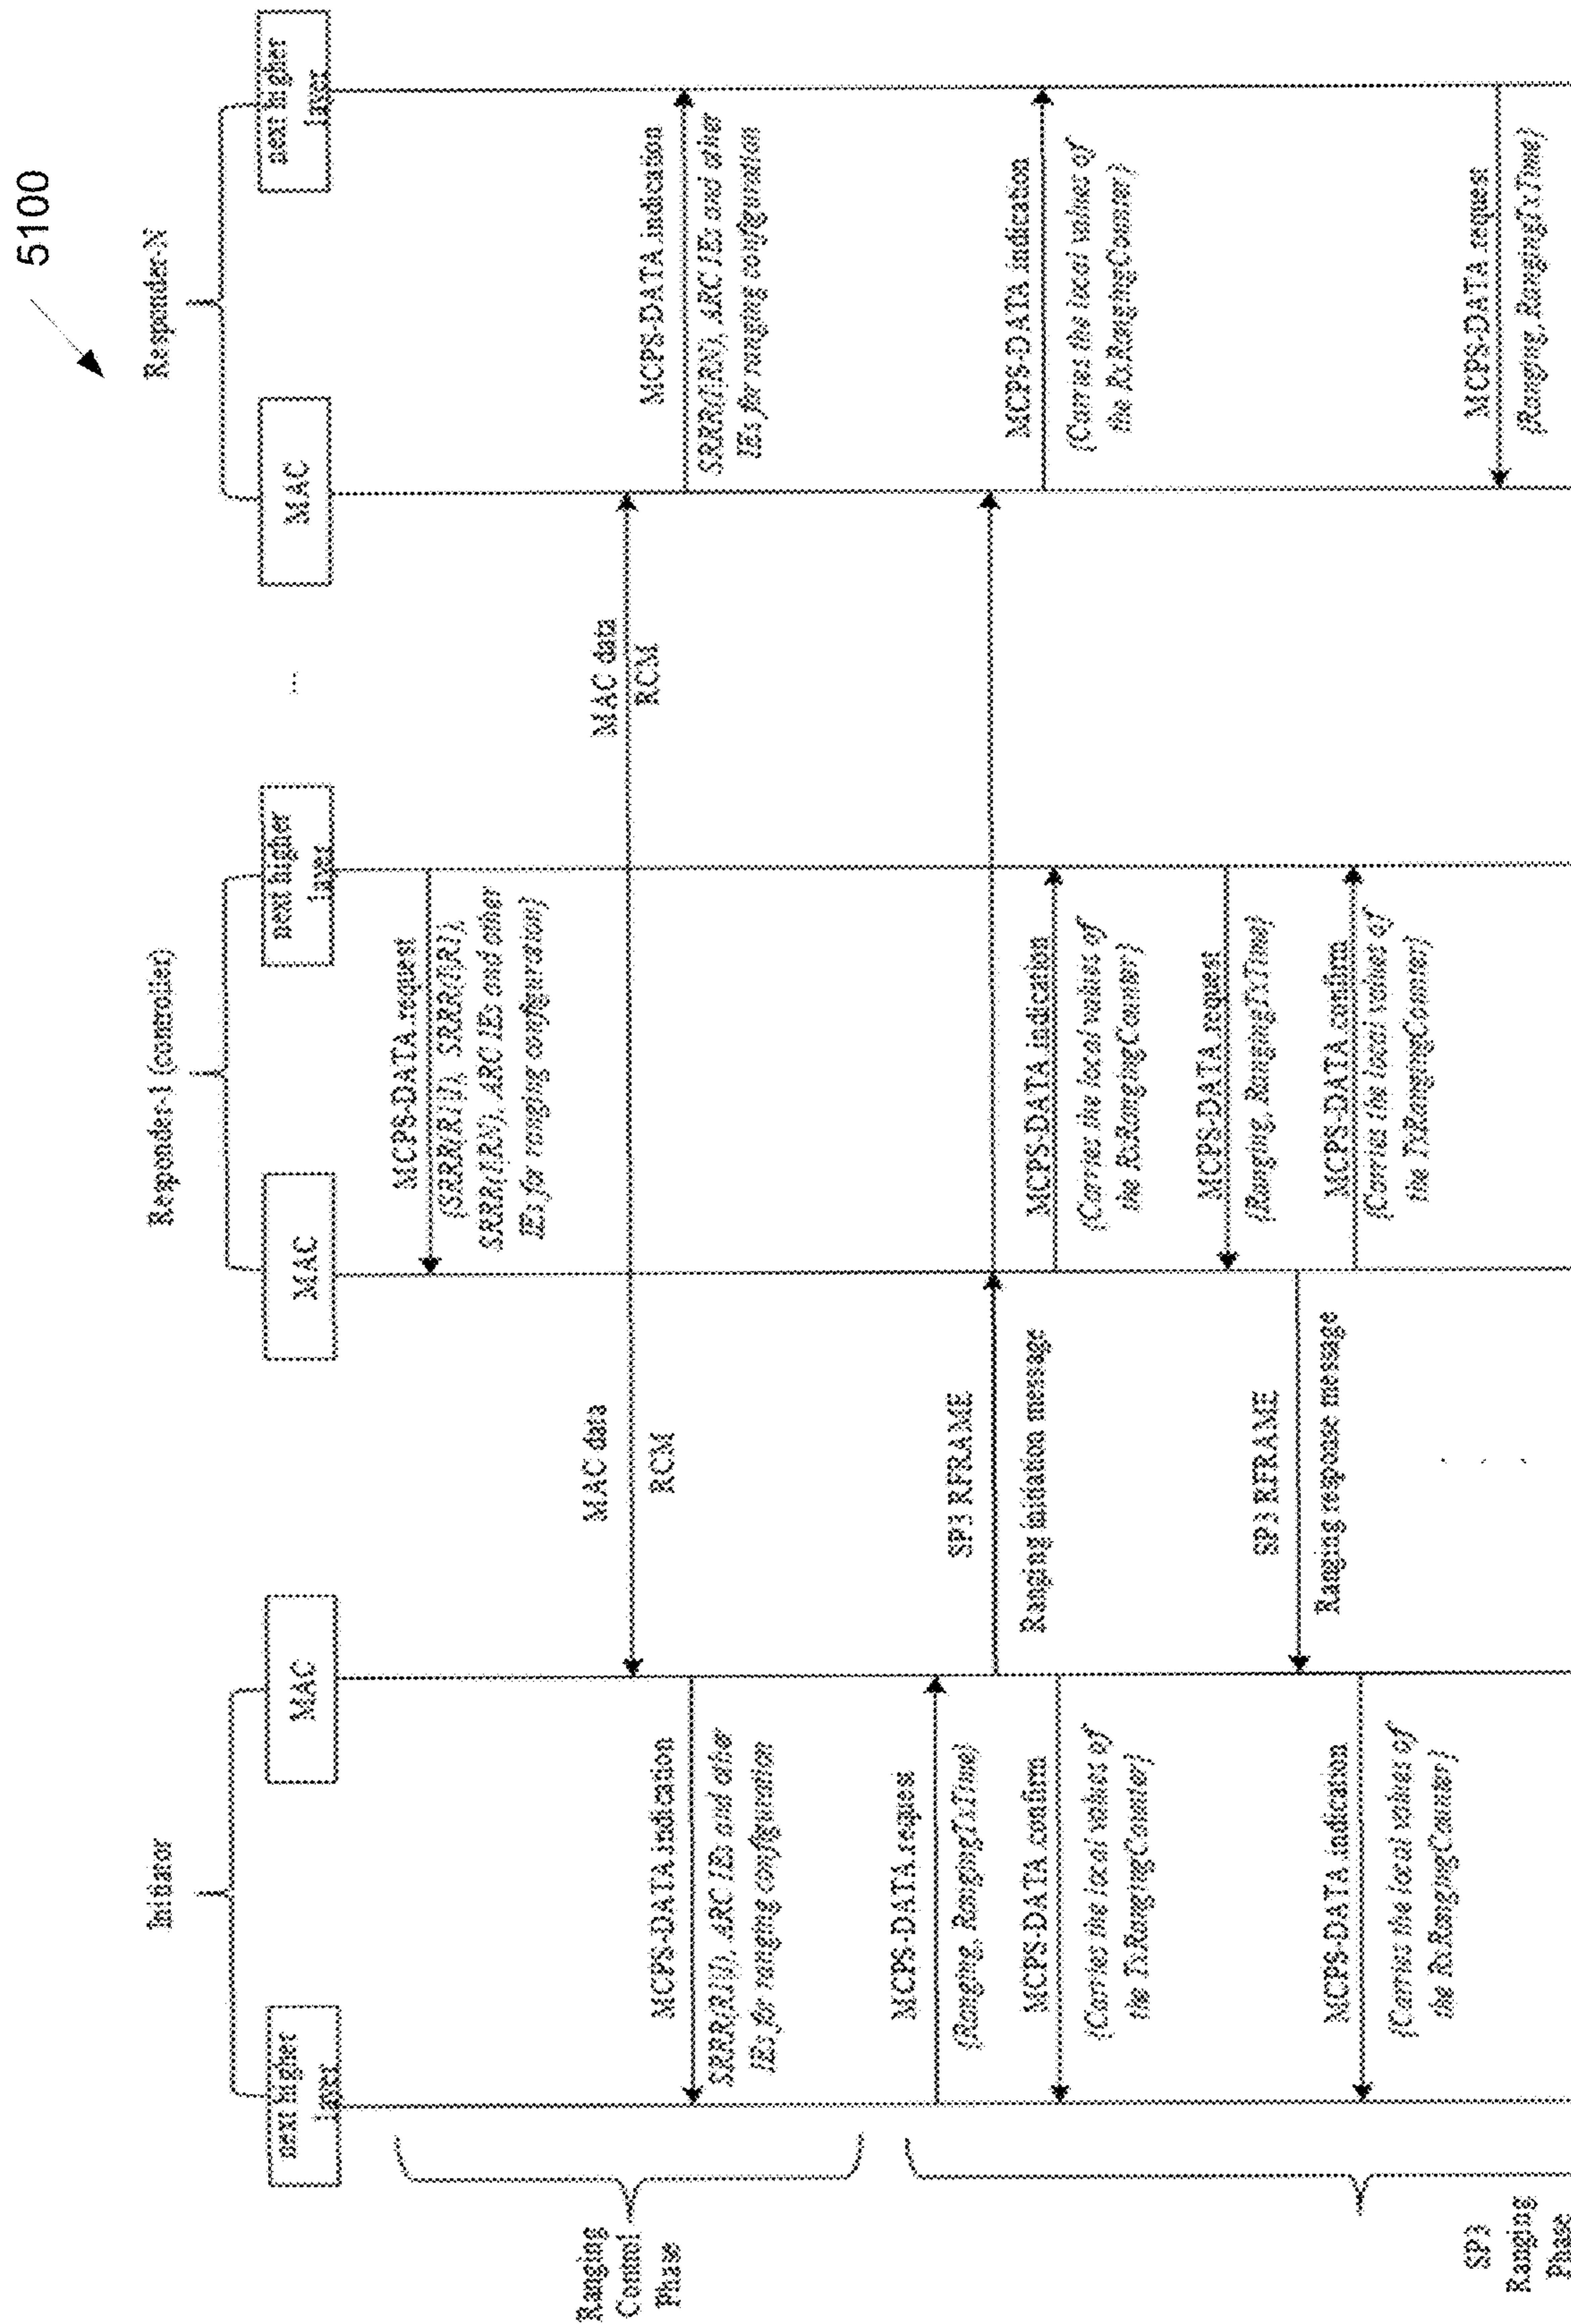 5100
Initiator
Responder-1 (controller)
Responder-N
next higher
layer
MAC
MAC
next higher
layer
...
MAC
next higher
layer
Ranging
Control
Phase
MCPS-DATA request
{SRRR(R1I), SRRR(IR1),
SRRR(IRN), ARC IEs and other
IEs for ranging configuration}
MAC data
RCM
MAC data
RCM
MCPS-DATA indication
SRRR(R1I), ARC IEs and other
IEs for ranging configuration
MCPS-DATA indication
SRRR(IRN), ARC IEs and other
IEs for ranging configuration
SP3
Ranging
Phase
MCPS-DATA request
{Ranging, RangingTxTime}
SP3 RFRAME
Ranging initiation message
MCPS-DATA confirm
{Carries the local values of
the TxRangingCounter}
MCPS-DATA indication
{Carries the local values of
the RxRangingCounter}
MCPS-DATA indication
{Carries the local values of
the RxRangingCounter}
MCPS-DATA request
{Ranging, RangingTxTime}
SP3 RFRAME
Ranging response message
MCPS-DATA indication
{Carries the local values of
the RxRangingCounter}
MCPS-DATA confirm
{Carries the local values of
the TxRangingCounter}
. . .
MCPS-DATA request
{Ranging, RangingTxTime}